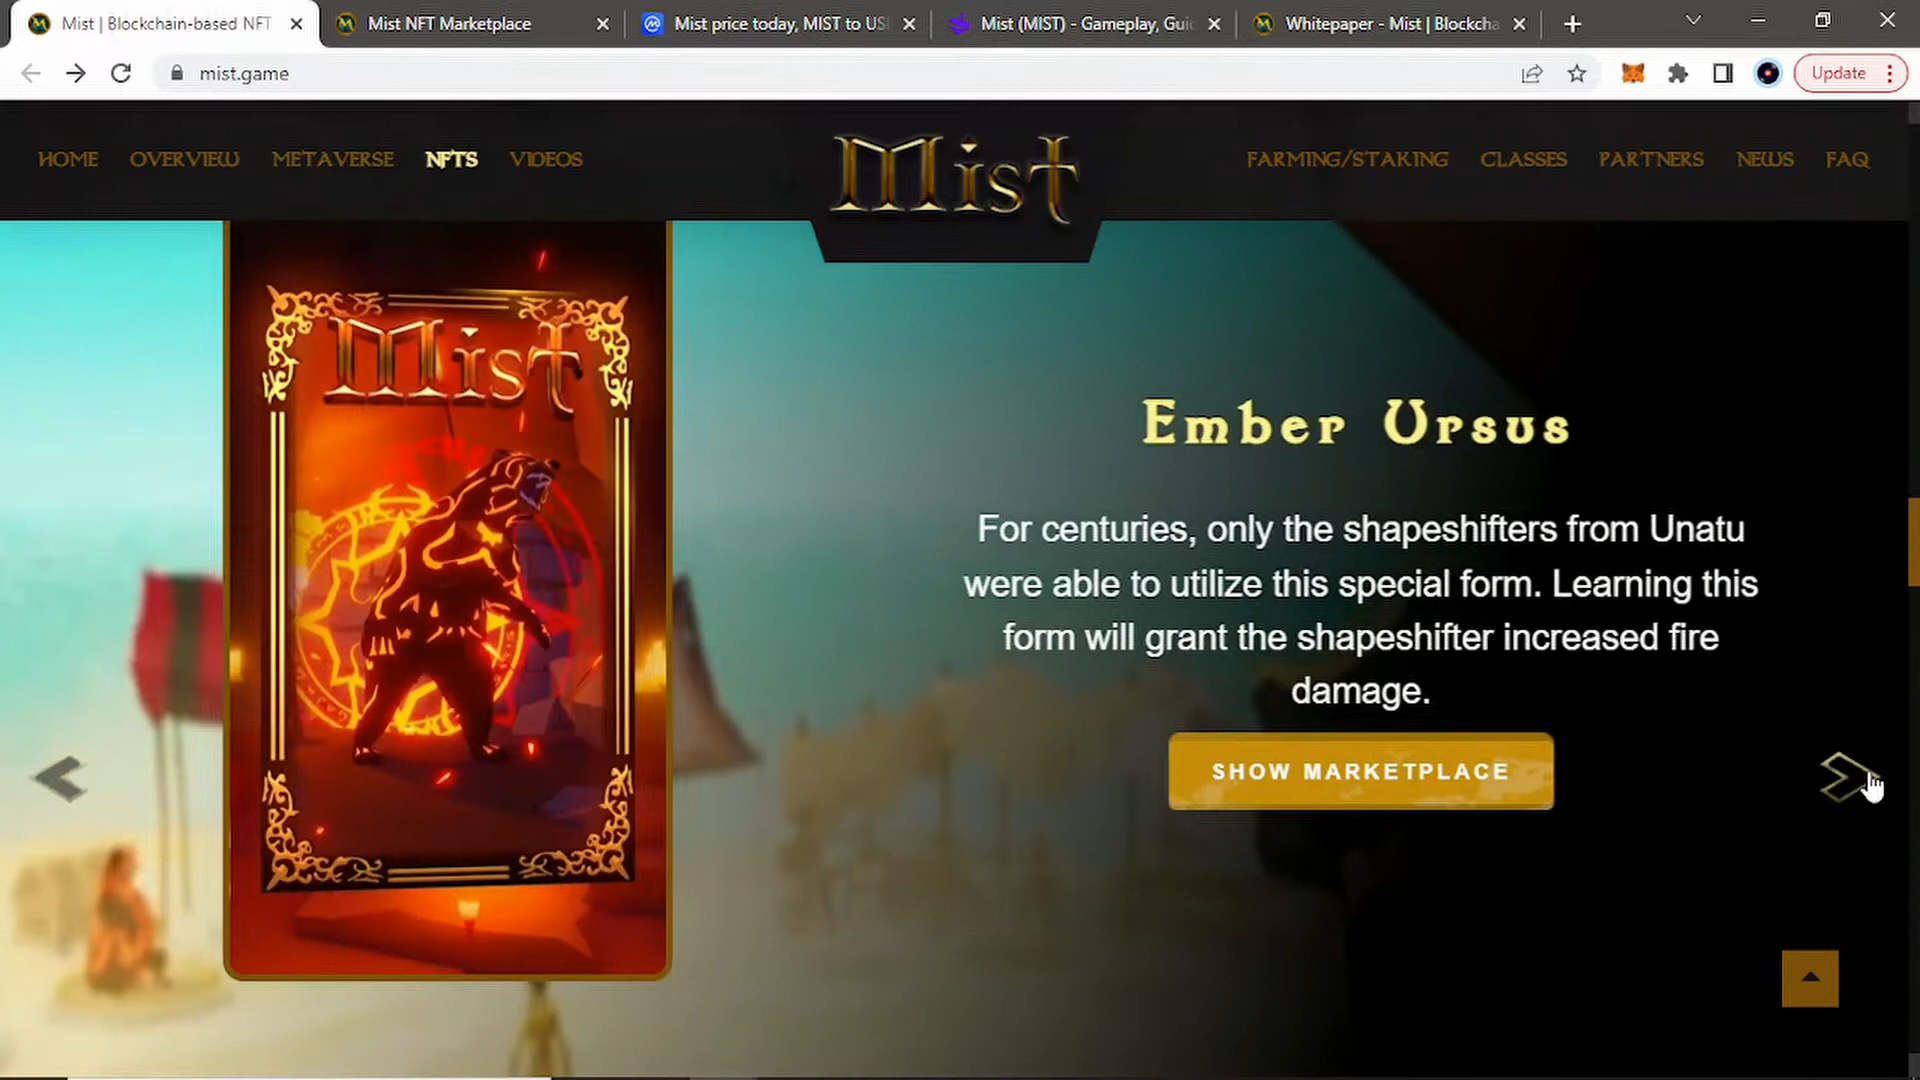 Mist | Blockchain-based NFT
Mist NFT Marketplace
Mist price today, MIST to US
Mist (MIST) - Gameplay, Gui
Whitepaper - Mist | Blockcha
mist.game
Update
HOME
OVERVIEW
METAVERSE
NFTS
VIDEOS
Mist
FARMING/STAKING
CLASSES
PARTNERS
NEWS
FAQ
Mist
Ember Ursus
For centuries, only the shapeshifters from Unatu
were able to utilize this special form. Learning this
form will grant the shapeshifter increased fire
damage.
SHOW MARKETPLACE